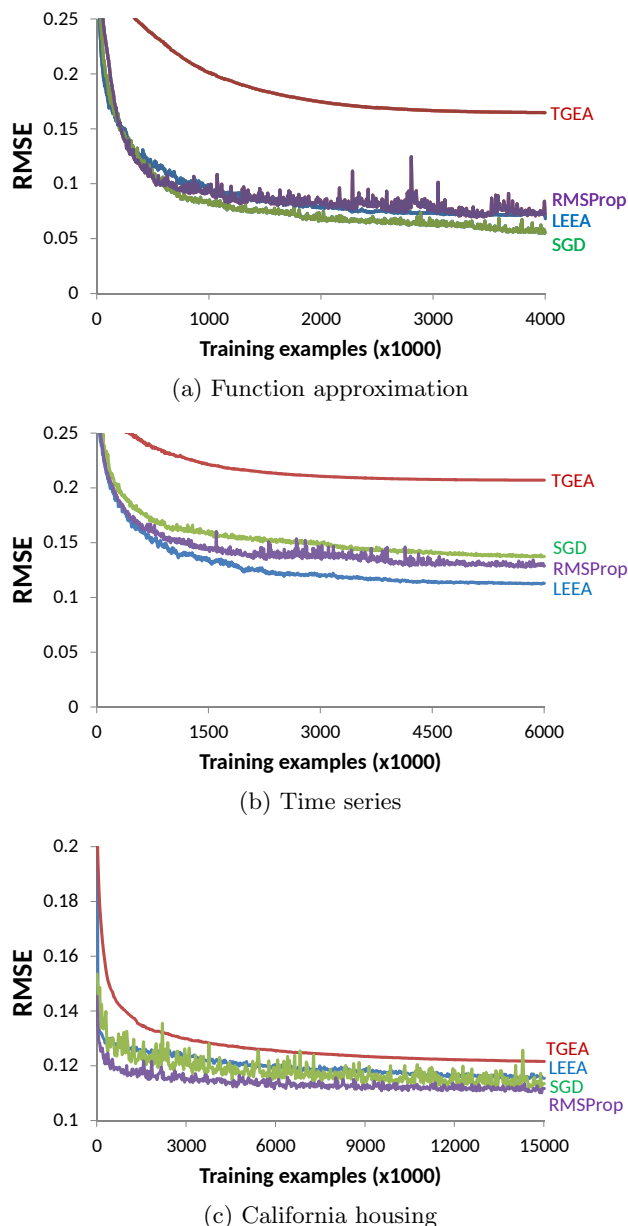 0.25
0.2
0.15
0.1
0.05
0
RMSE
TGEA
RMSProp
LEEA
SGD
0 1000 2000 3000 4000
Training examples (x1000)
(a) Function approximation
0.25
0.2
0.15
0.1
0.05
0
RMSE
TGEA
SGD
RMSProp
LEEA
0 1500 3000 4500 6000
Training examples (x1000)
(b) Time series
0.2
0.18
0.16
0.14
0.12
0.1
RMSE
TGEA
LEEA
SGD
RMSProp
0 3000 6000 9000 12000 15000
Training examples (x1000)
(c) California housing